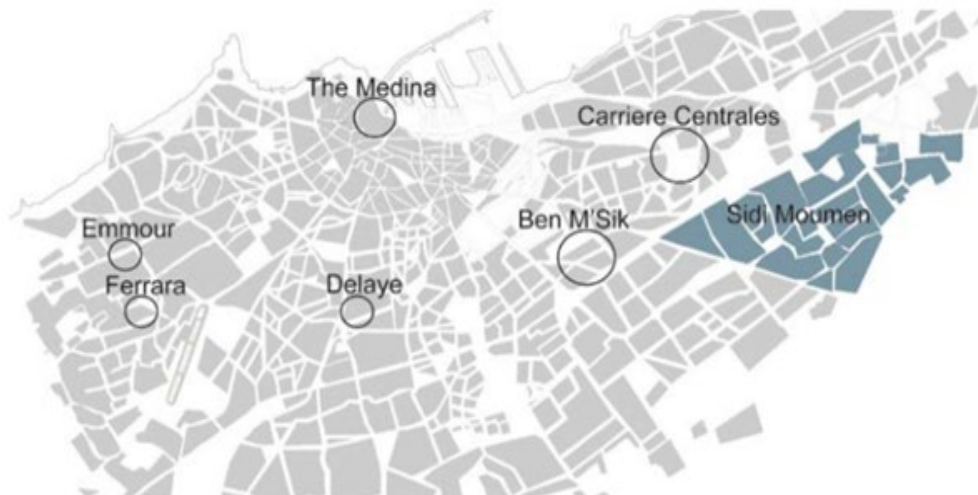 The Medina
Carriere Centrales
Sidi Moumen
Ben M'Sik
Emmour
Ferrara
Delaye